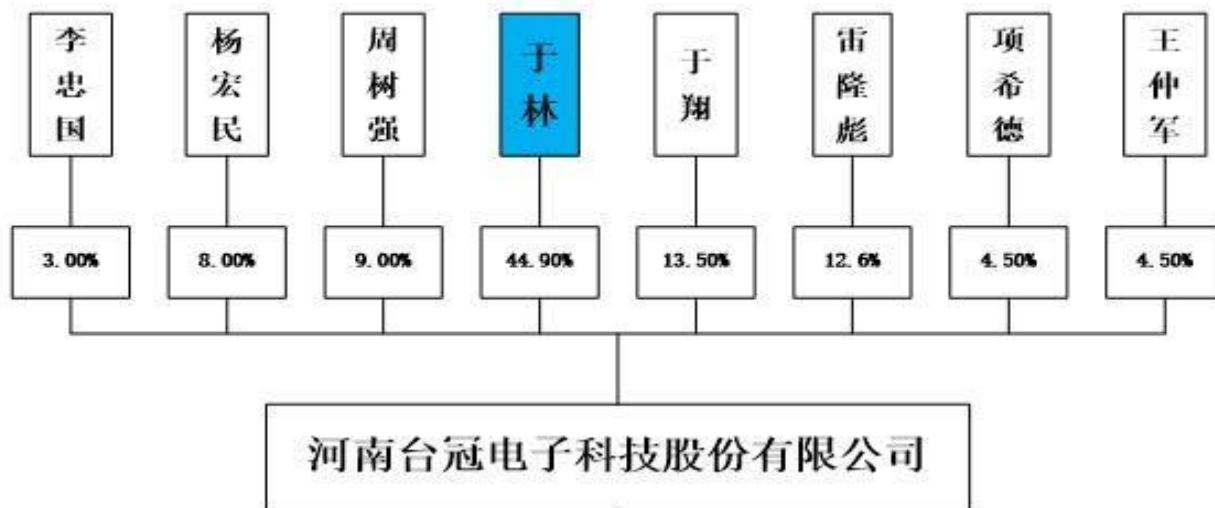 李忠国
杨宏民
周树强
于林
于翔
雷隆彪
项希德
王仲军
3.00%
8.00%
9.00%
44.90%
13.50%
12.6%
4.50%
4.50%
河南台冠电子科技股份有限公司